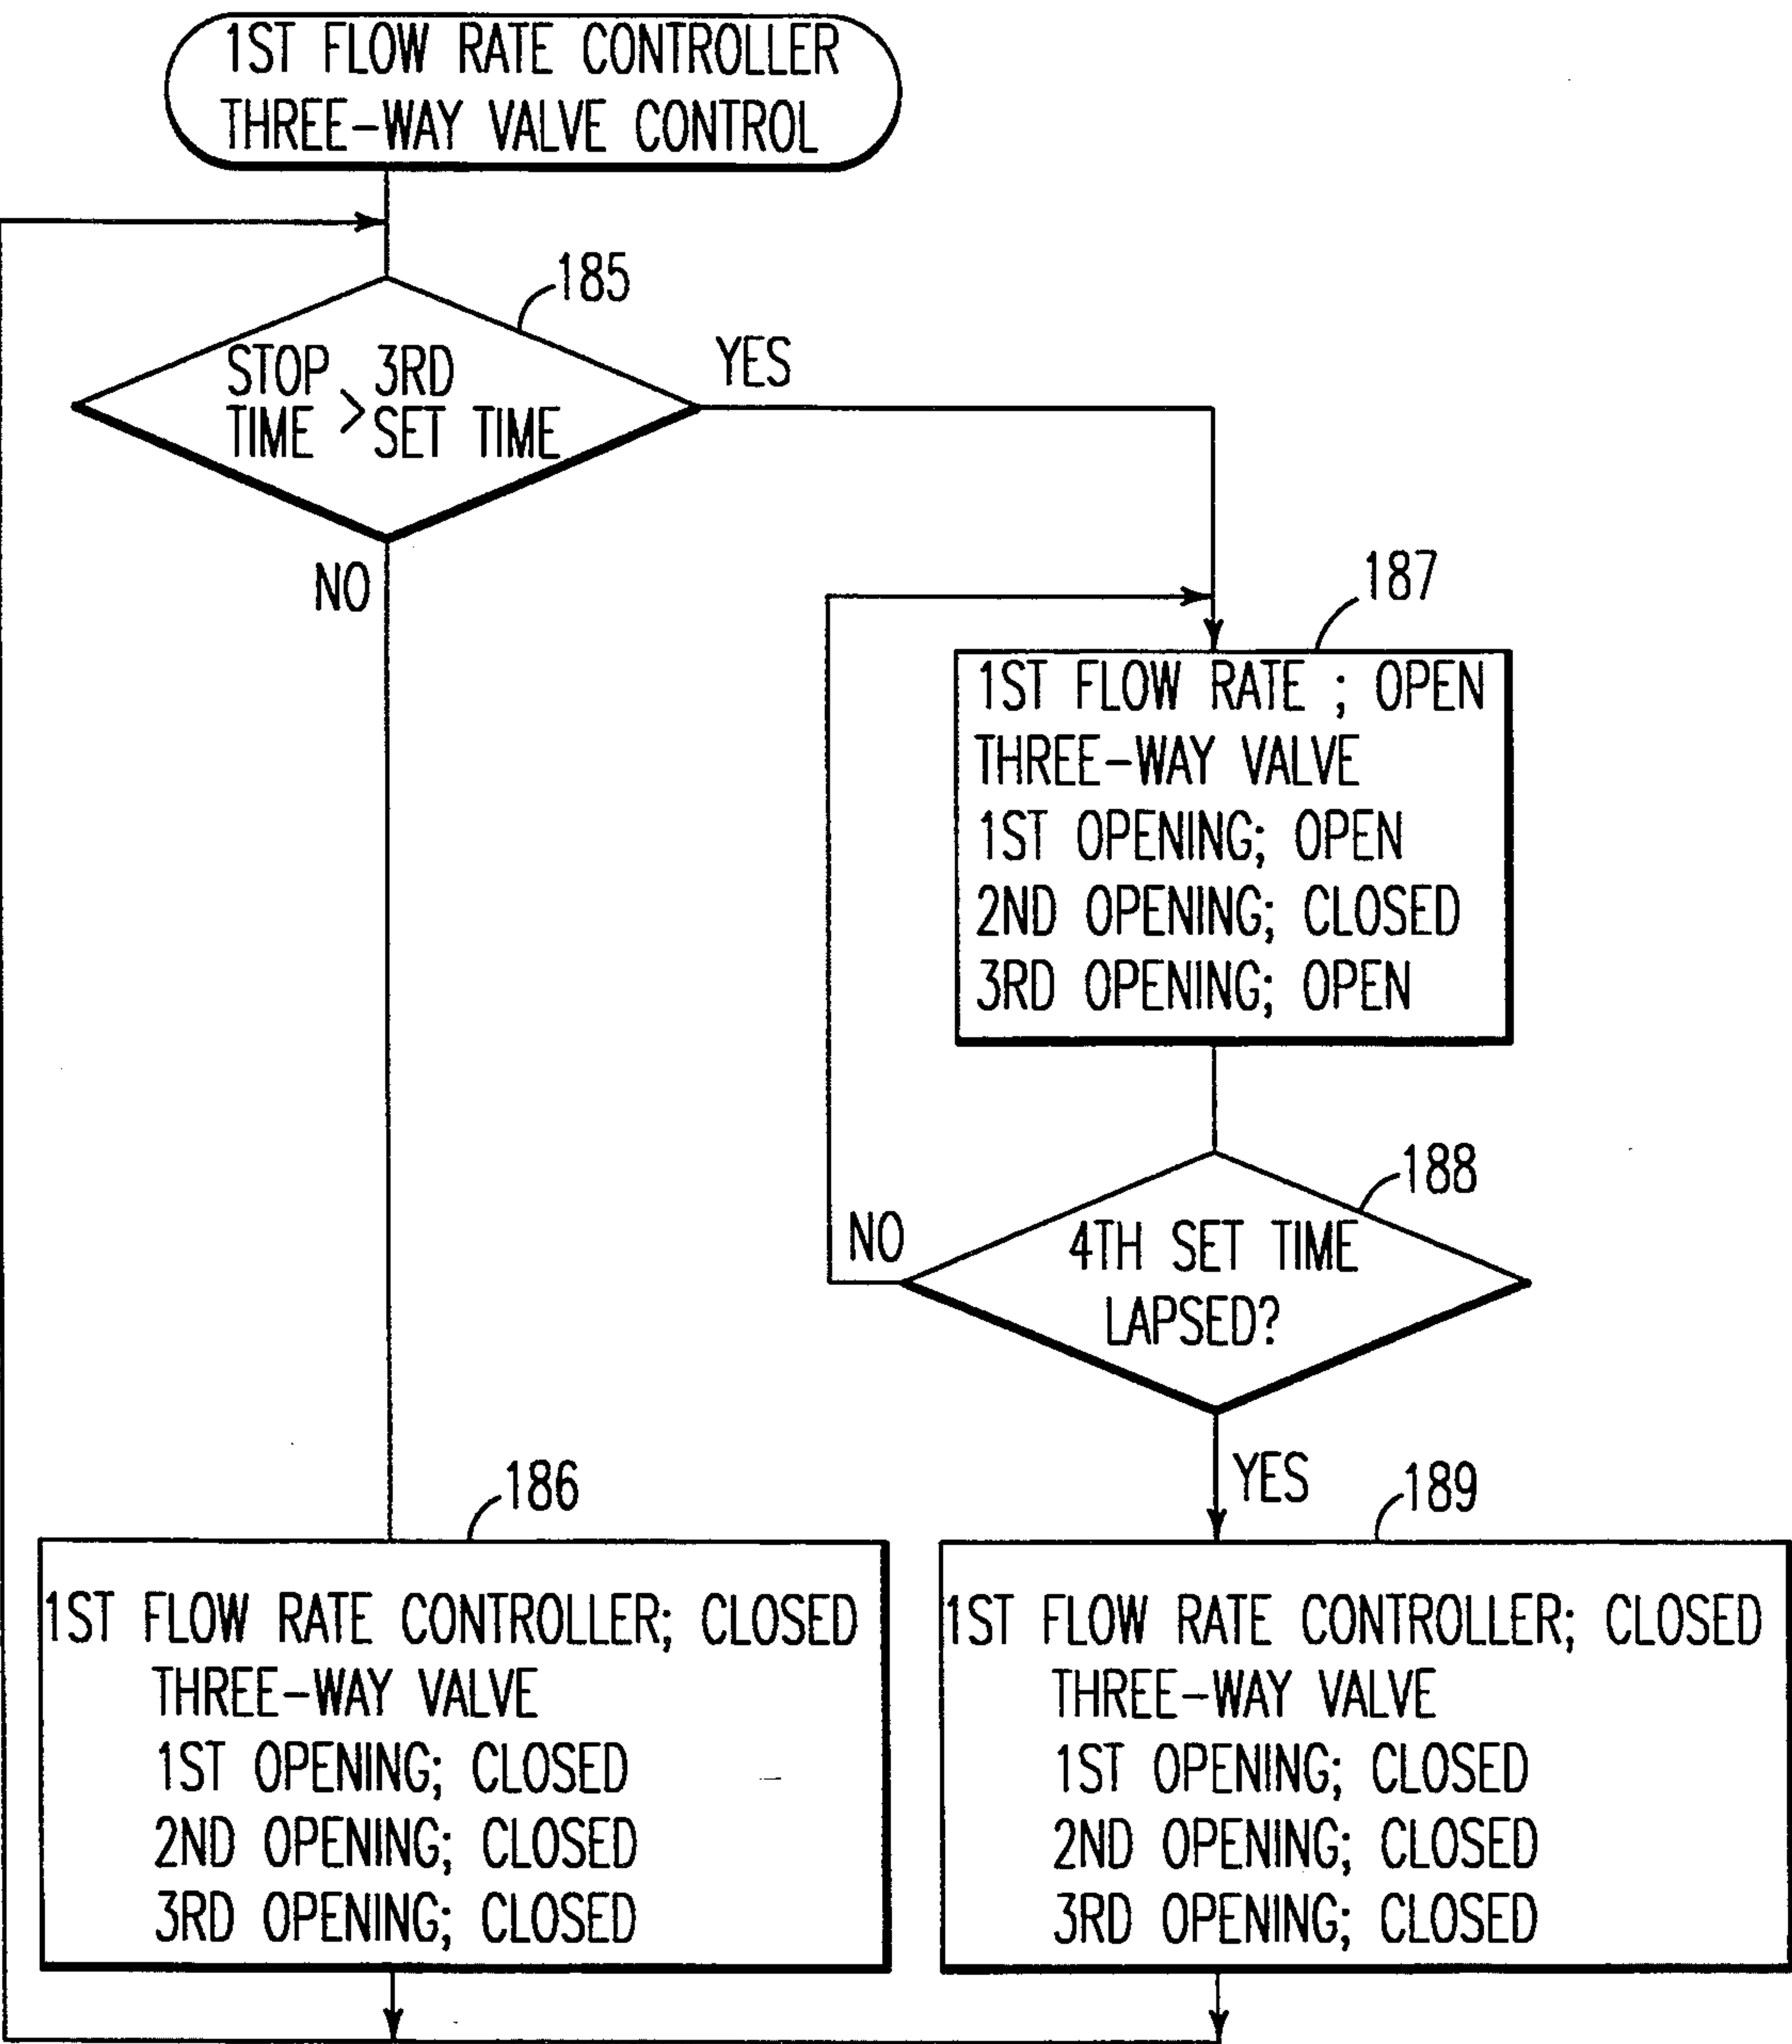 1ST FLOW RATE CONTROLLER
THREE-WAY VALVE CONTROL
185
STOP TIME > 3RD SET TIME
YES
NO
187
1ST FLOW RATE ; OPEN
THREE-WAY VALVE
1ST OPENING; OPEN
2ND OPENING; CLOSED
3RD OPENING; OPEN
188
NO
4TH SET TIME
LAPSED?
YES
186
1ST FLOW RATE CONTROLLER; CLOSED
THREE-WAY VALVE
1ST OPENING; CLOSED
2ND OPENING; CLOSED
3RD OPENING; CLOSED
189
1ST FLOW RATE CONTROLLER; CLOSED
THREE-WAY VALVE
1ST OPENING; CLOSED
2ND OPENING; CLOSED
3RD OPENING; CLOSED